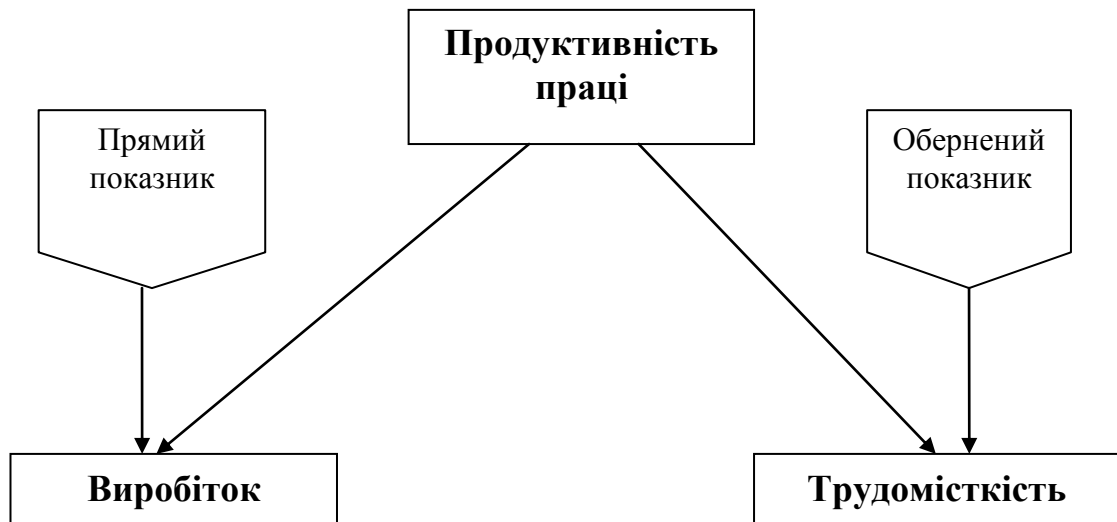 Продуктивність
праці
Прямий
показник
Обернений
показник
Виробіток
Трудомісткість